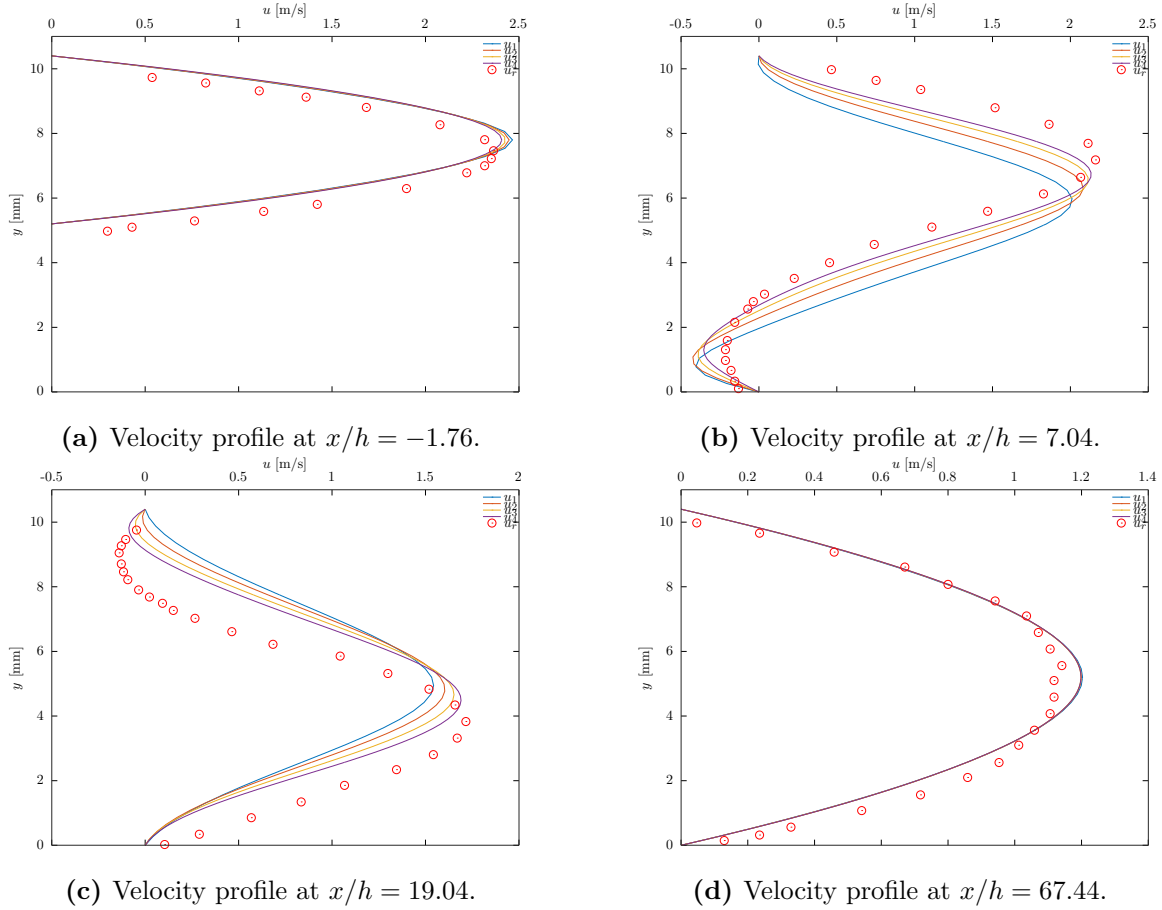 u [m/s]
0 0.5 1 1.5 2 2.5
y [mm]
10
8
6
4
2
0
u1
u2
u3
u4
ur
(a) Velocity profile at x/h = −1.76.
u [m/s]
-0.5 0 0.5 1 1.5 2 2.5
y [mm]
10
8
6
4
2
0
u1
u2
u3
u4
ur
(b) Velocity profile at x/h = 7.04.
u [m/s]
-0.5 0 0.5 1 1.5 2
y [mm]
10
8
6
4
2
0
u1
u2
u3
u4
ur
(c) Velocity profile at x/h = 19.04.
u [m/s]
0 0.2 0.4 0.6 0.8 1 1.2 1.4
y [mm]
10
8
6
4
2
0
u1
u2
u3
u4
ur
(d) Velocity profile at x/h = 67.44.